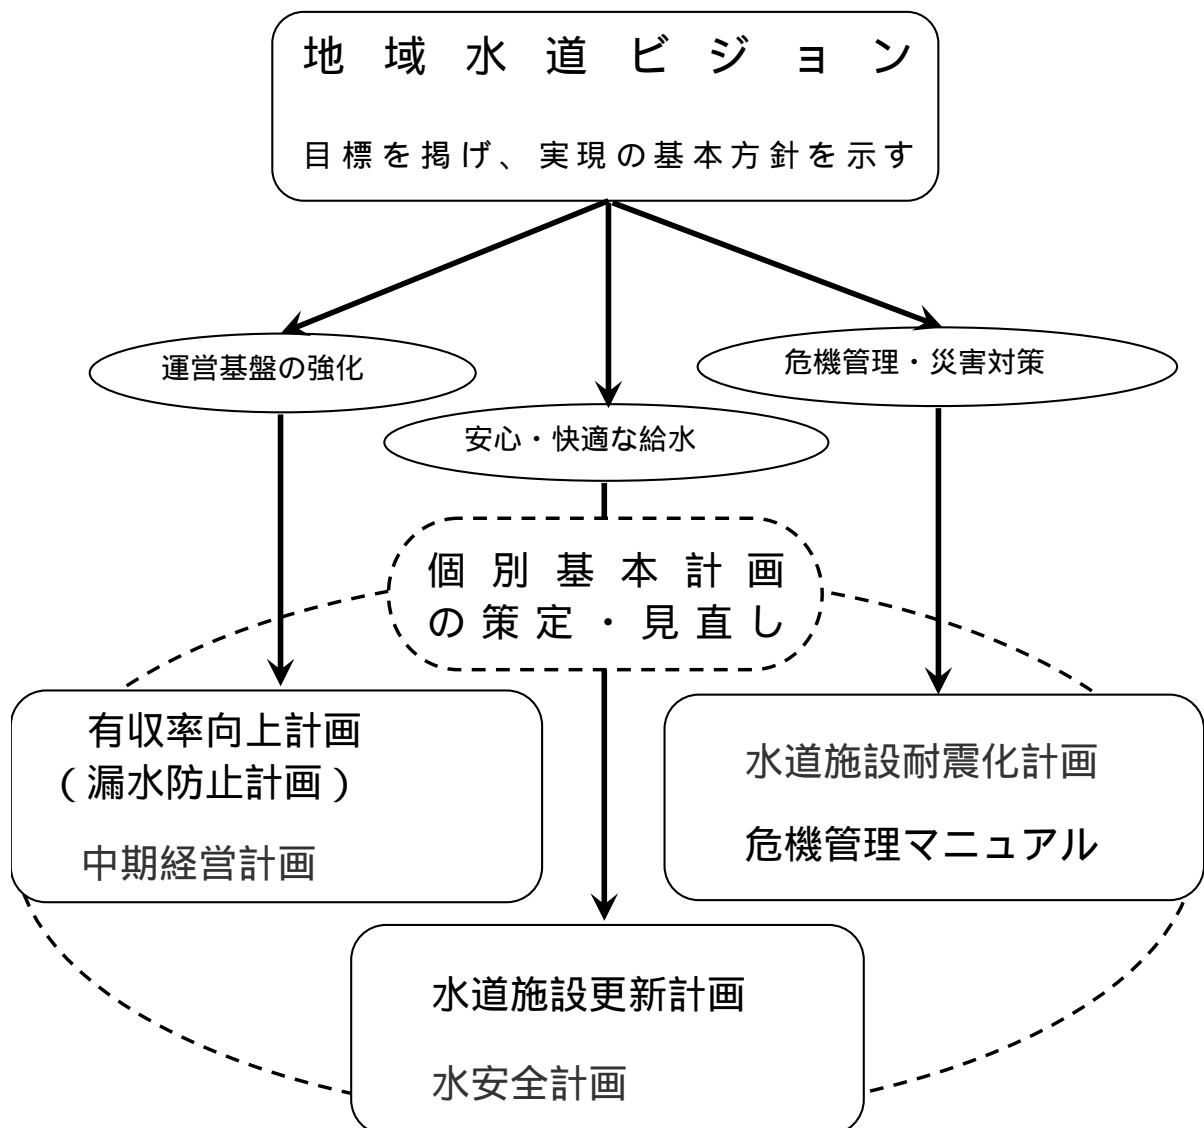 地域水道ビジョン
目標を掲げ、実現の基本方針を示す
運営基盤の強化
危機管理・災害対策
安心・快適な給水
個別基本計画
の策定・見直し
有収率向上計画
（漏水防止計画）
中期経営計画
水道施設耐震化計画
危機管理マニュアル
水道施設更新計画
水安全計画